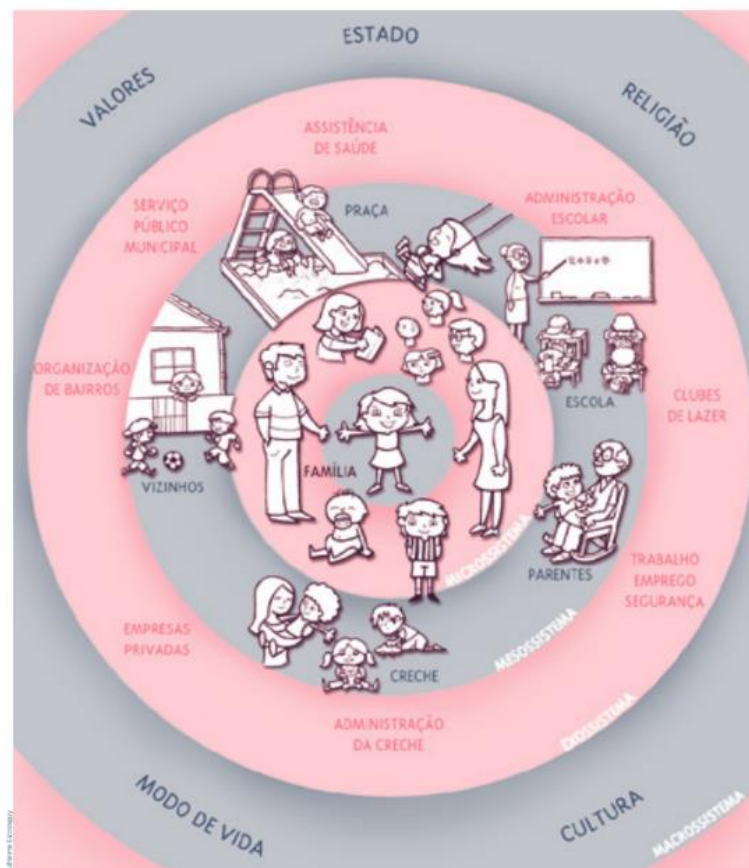 ESTADO
VALORES
RELIGIÃO
ASSISTÊNCIA
DE SAÚDE
SERVIÇO
PÚBLICO
MUNICIPAL
PRAÇA
ADMINISTRAÇÃO
ESCOLAR
ORGANIZAÇÃO
DE BAIRROS
ESCOLA
CLUBES
DE LAZER
FAMÍLIA
VIZINHOS
MICROSSISTEMA
PARENTES
TRABALHO
EMPREGO
SEGURANÇA
EMPRESAS
PRIVADAS
MESOSSISTEMA
CRECHE
EXOSSISTEMA
ADMINISTRAÇÃO
DA CRECHE
MODO DE VIDA
CULTURA
MACROSSISTEMA